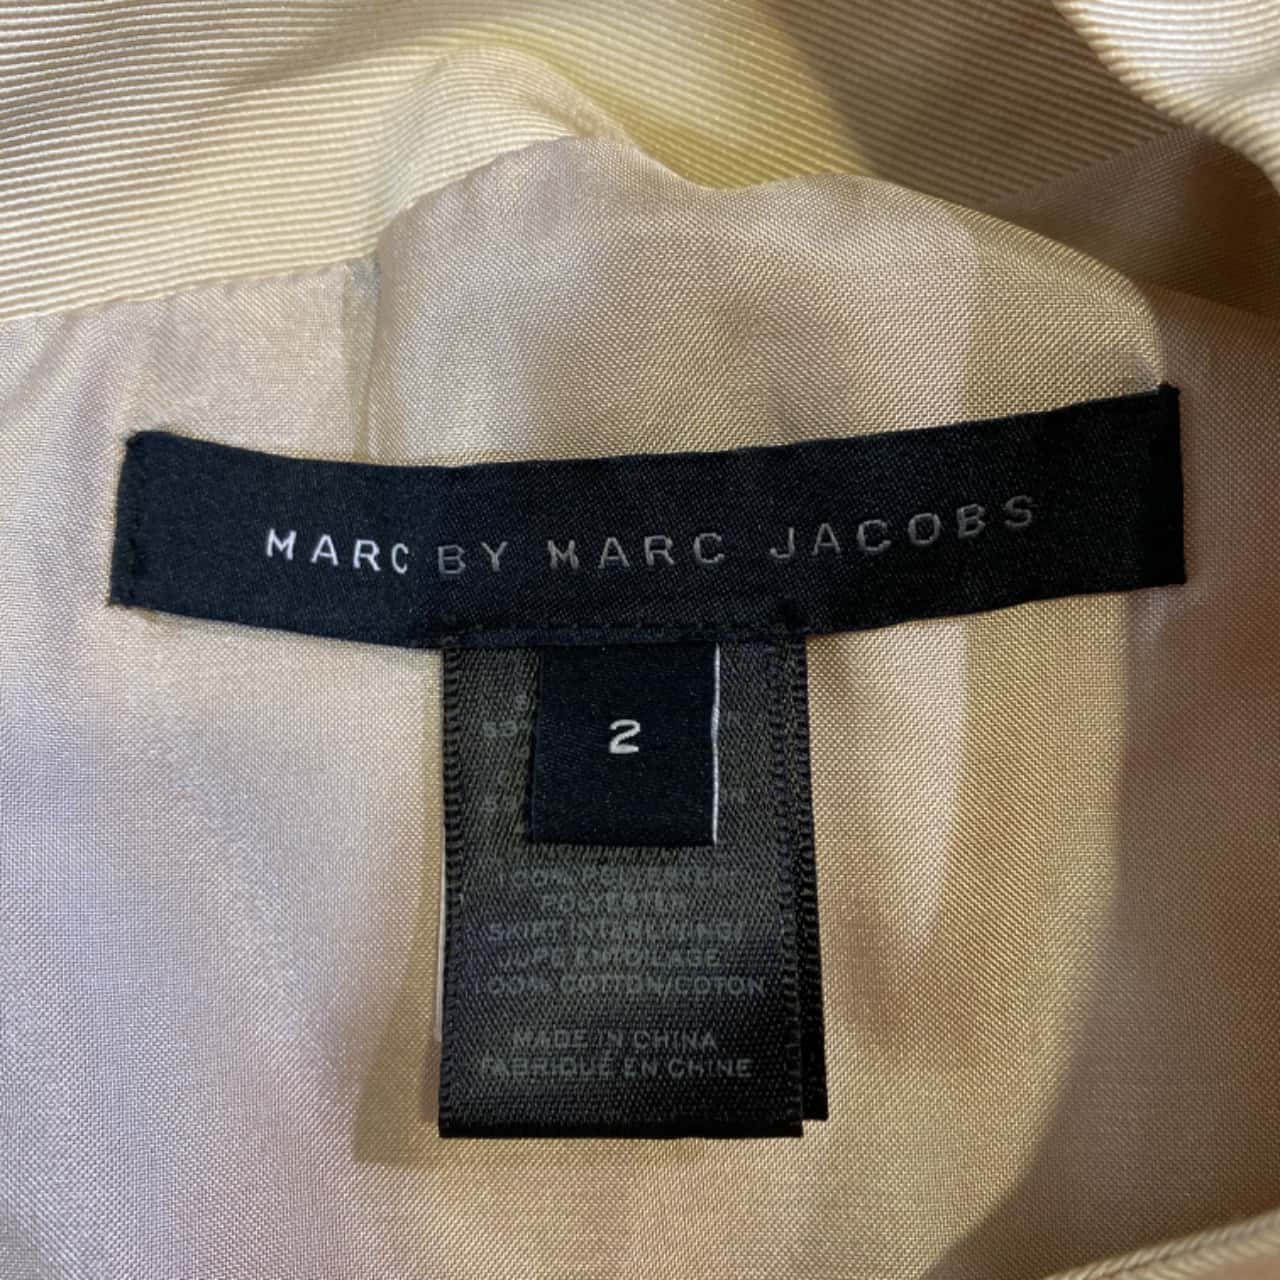 MARC BY MARC JACOBS
2
100% POLYESTER
POLYESTER
SKIRT INTERLINING/
JUPE ENTOILAGE
100% COTTON/COTON
MADE IN CHINA
FABRIQUÉ EN CHINE